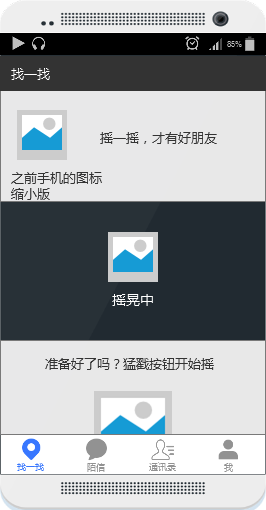 85%
找一找
摇一摇，才有好朋友
之前手机的图标
缩小版
摇晃中
准备好了吗？猛戳按钮开始摇
找一找
陌信
通讯录
我